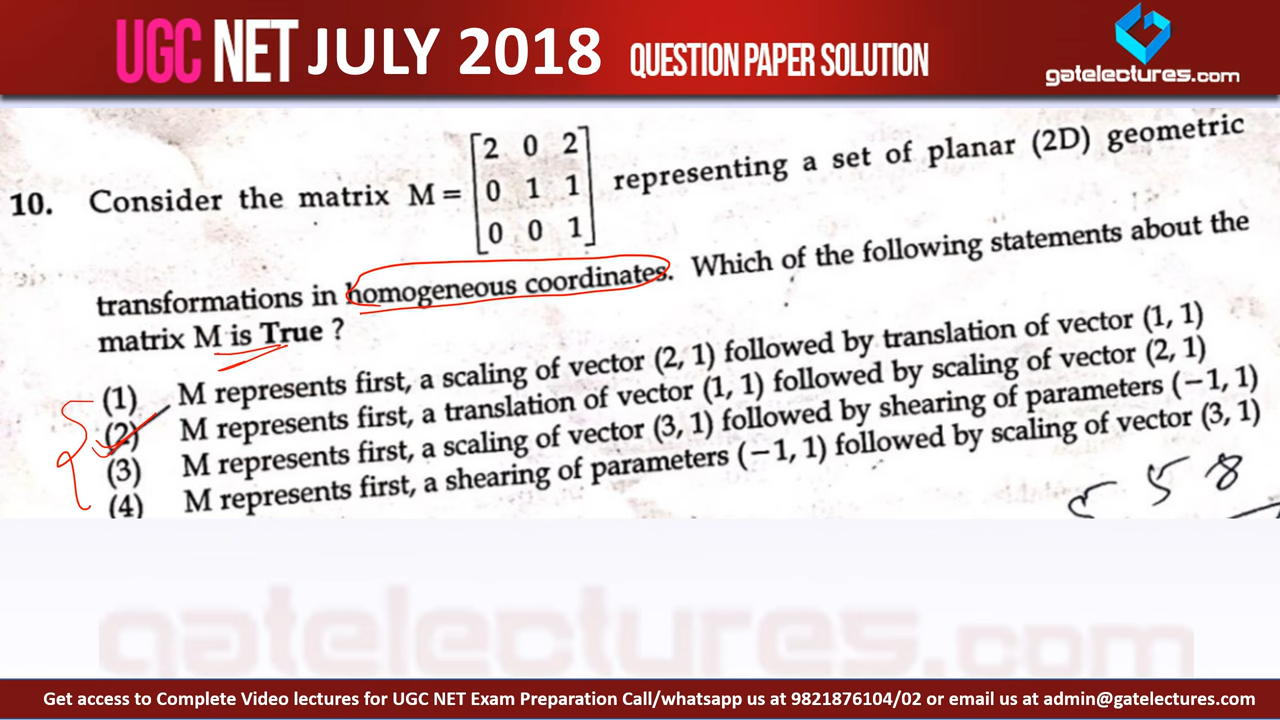 UGC NET JULY 2018 QUESTION PAPER SOLUTION
gatelectures.com
10. Consider the matrix M = [2 0 2
0 1 1
0 0 1] representing a set of planar (2D) geometric
transformations in homogeneous coordinates. Which of the following statements about the
matrix M is True ?
(1) M represents first, a scaling of vector (2, 1) followed by translation of vector (1, 1)
(2) M represents first, a translation of vector (1, 1) followed by scaling of vector (2, 1)
(3) M represents first, a scaling of vector (3, 1) followed by shearing of parameters (−1, 1)
(4) M represents first, a shearing of parameters (−1, 1) followed by scaling of vector (3, 1)
5 8
gatelectures.com
Get access to Complete Video lectures for UGC NET Exam Preparation Call/whatsapp us at 9821876104/02 or email us at admin@gatelectures.com